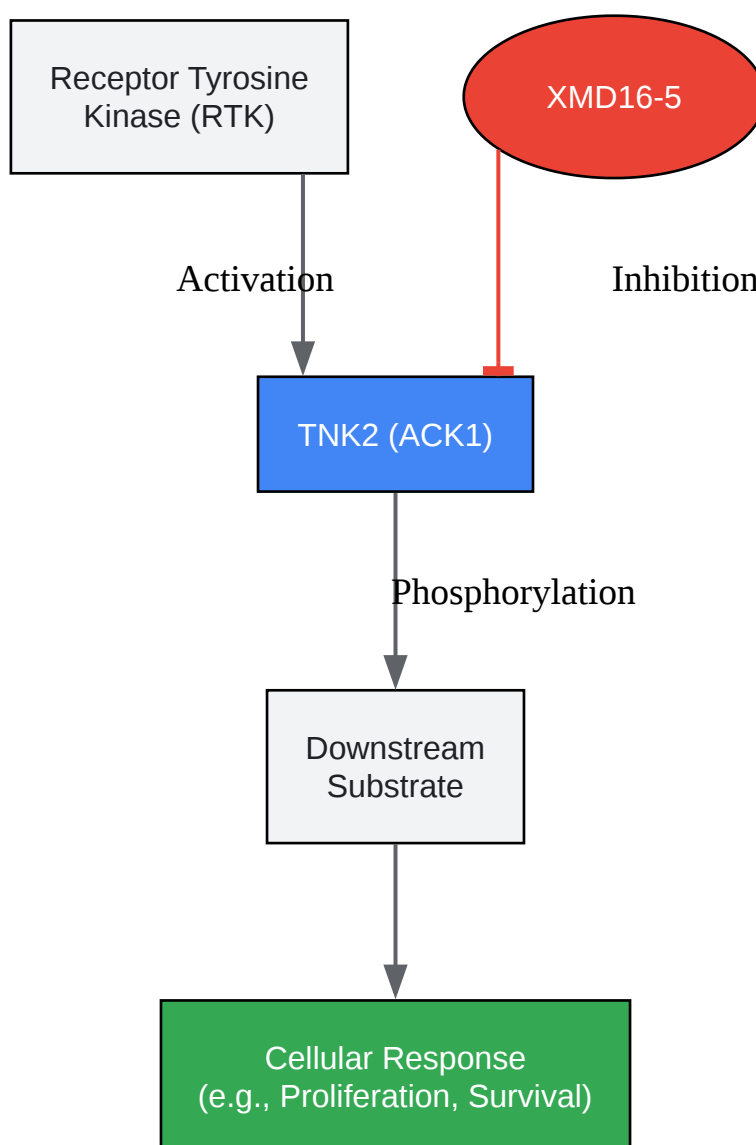 Receptor Tyrosine
Kinase (RTK)
XMD16-5
Activation
Inhibition
TNK2 (ACK1)
Phosphorylation
Downstream
Substrate
Cellular Response
(e.g., Proliferation, Survival)